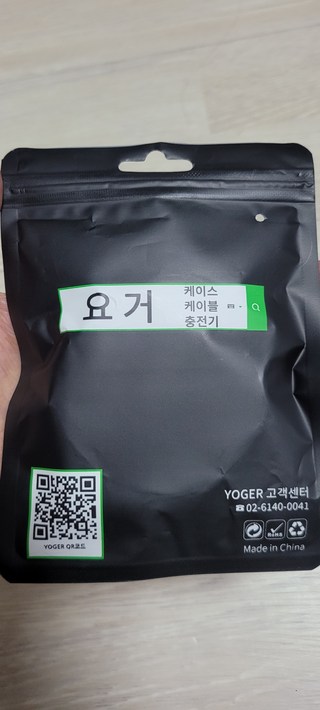 요거
케이스
케이블
충전기
YOGER 고객센터
☎02-6140-0041
RoHS
Made in China
YOGER QR코드